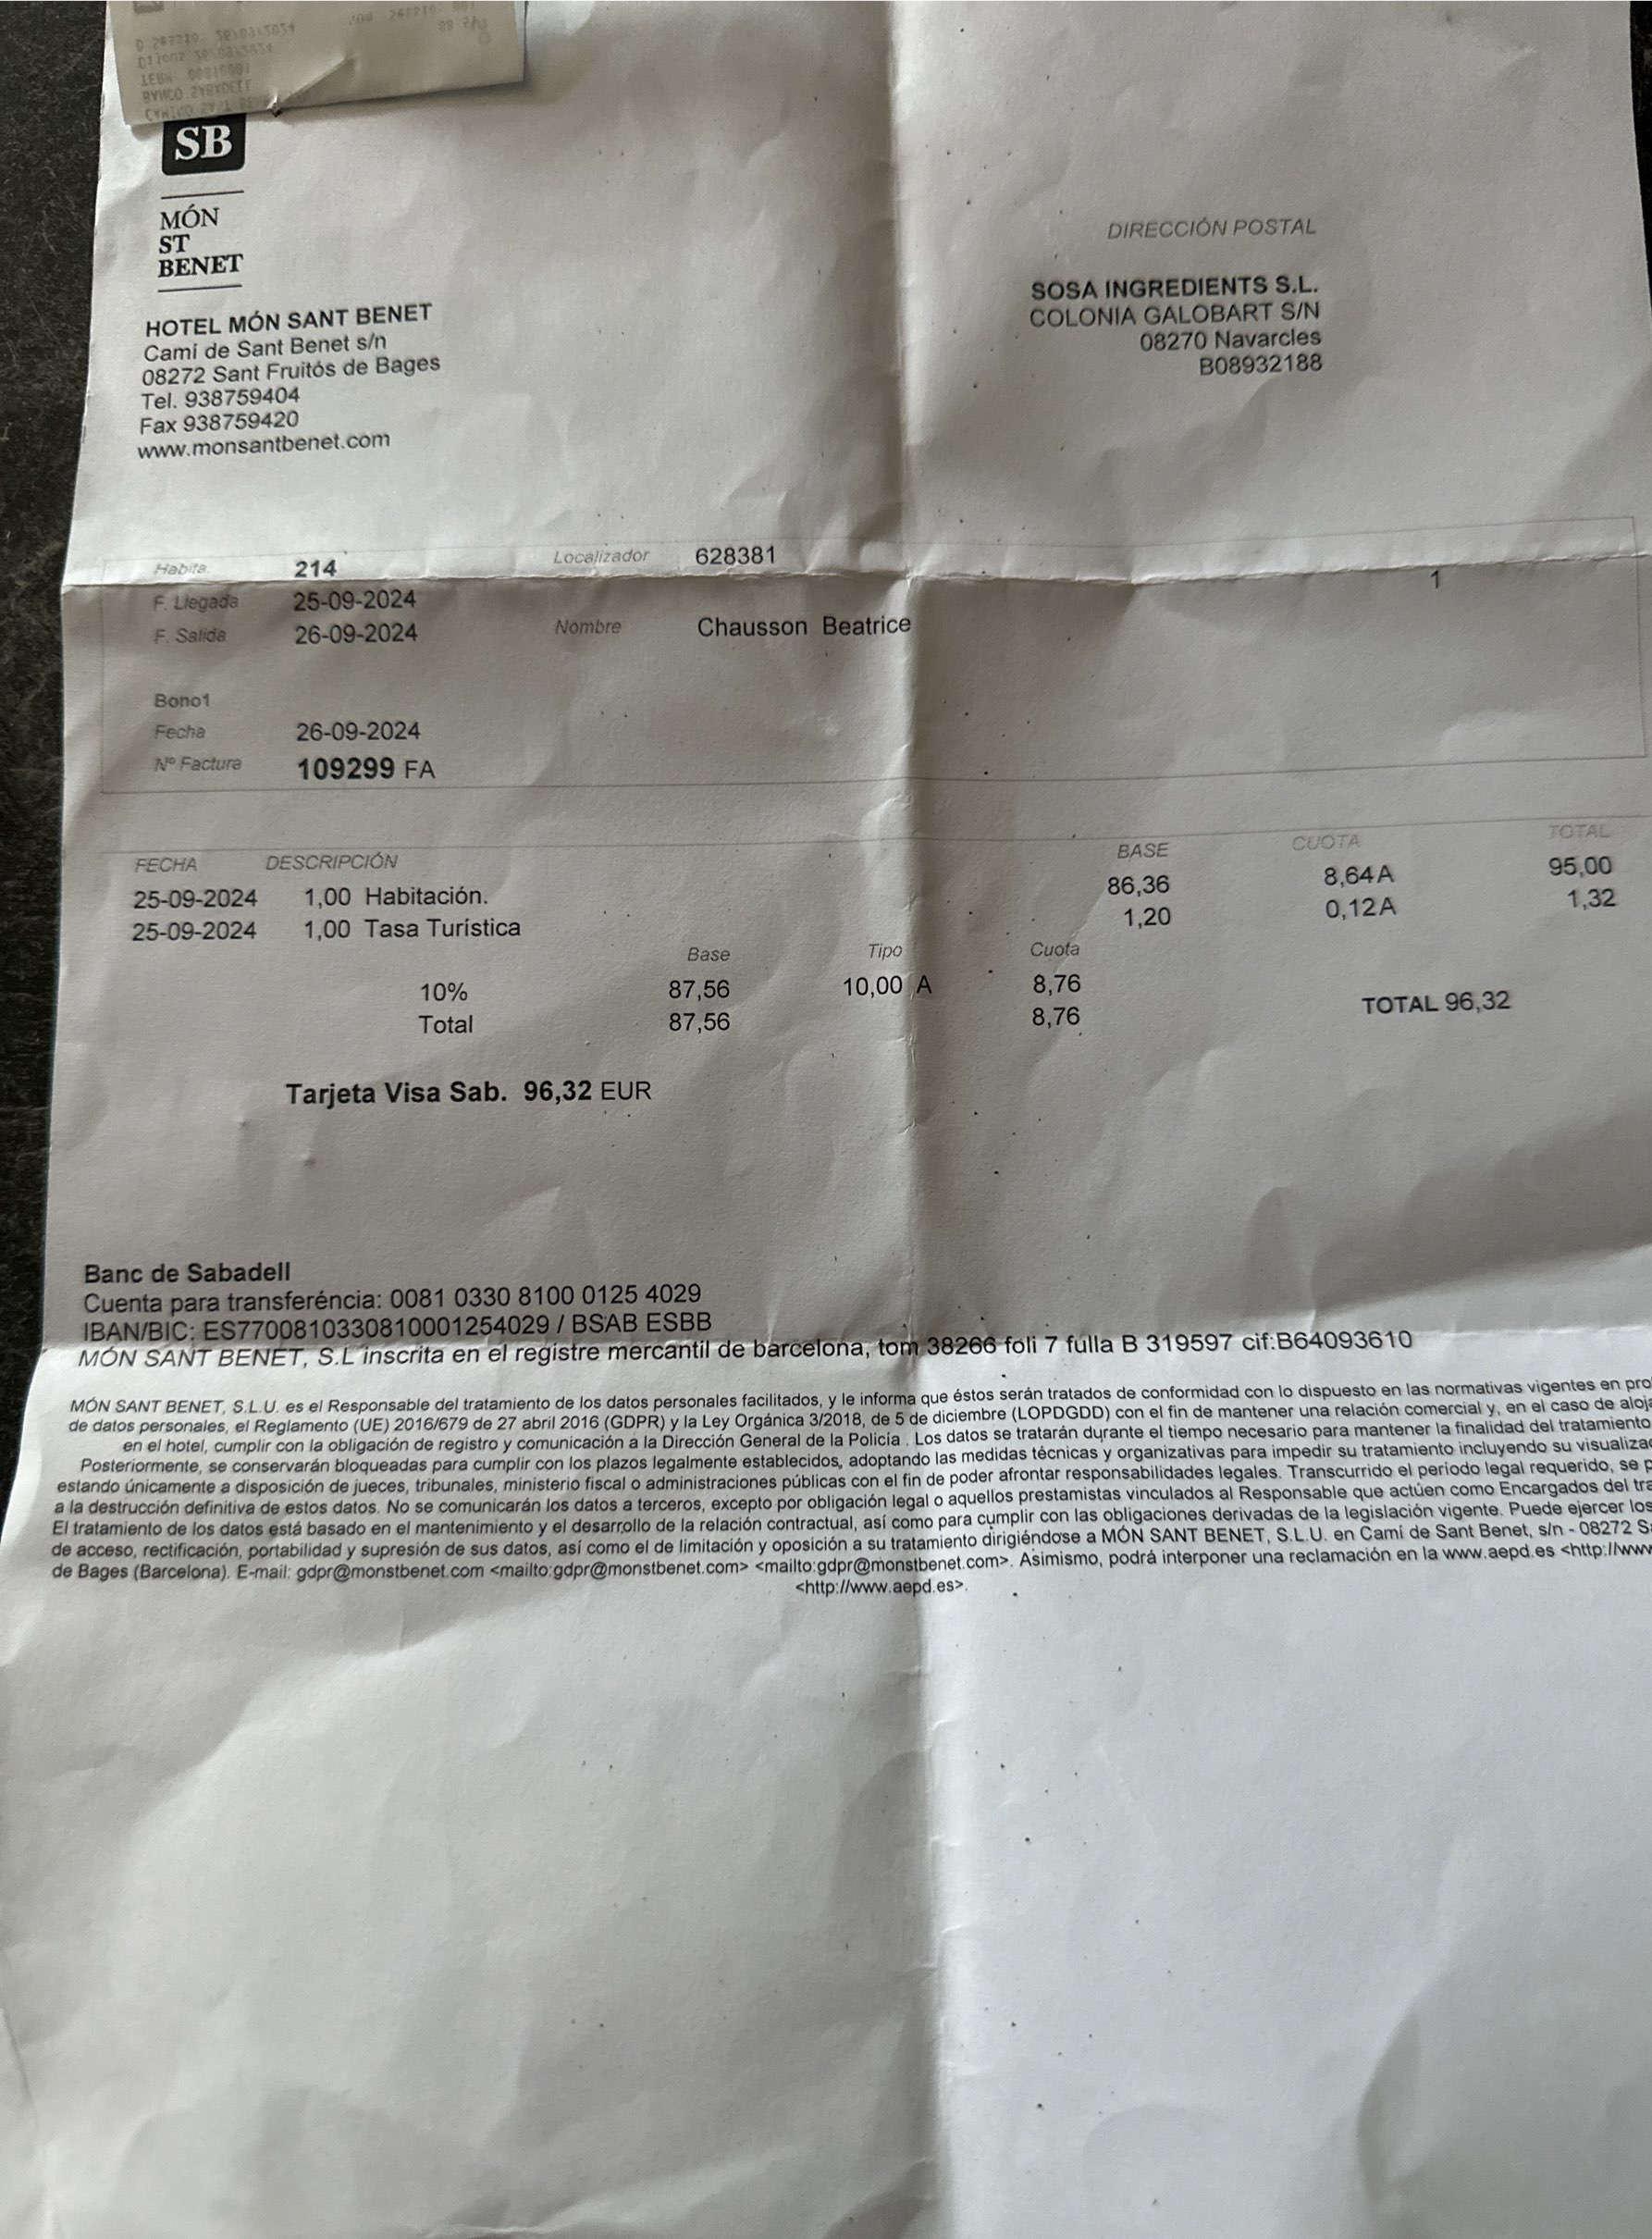 SB
MÓN
ST
BENET
HOTEL MÓN SANT BENET
Camí de Sant Benet s/n
08272 Sant Fruitós de Bages
Tel. 938759404
Fax 938759420
www.monsantbenet.com
DIRECCIÓN POSTAL
SOSA INGREDIENTS S.L.
COLONIA GALOBART S/N
08270 Navarcles
B08932188
Habita. 214 Localizador 628381 1
F. Llegada 25-09-2024
F. Salida 26-09-2024 Nombre Chausson Beatrice
Bono1
Fecha 26-09-2024
Nº Factura 109299 FA
FECHA DESCRIPCIÓN BASE CUOTA TOTAL
25-09-2024 1,00 Habitación. 86,36 8,64A 95,00
25-09-2024 1,00 Tasa Turística 1,20 0,12A 1,32
Base Tipo Cuota
10% 87,56 10,00 A 8,76
Total 87,56 8,76
TOTAL 96,32
Tarjeta Visa Sab. 96,32 EUR
Banc de Sabadell
Cuenta para transferéncia: 0081 0330 8100 0125 4029
IBAN/BIC: ES7700810330810001254029 / BSAB ESBB
MÓN SANT BENET, S.L inscrita en el registre mercantil de barcelona, tom 38266 foli 7 fulla B 319597 cif:B64093610
MÓN SANT BENET, S.L.U. es el Responsable del tratamiento de los datos personales facilitados, y le informa que éstos serán tratados de conformidad con lo dispuesto en las normativas vigentes en pro
de datos personales, el Reglamento (UE) 2016/679 de 27 abril 2016 (GDPR) y la Ley Orgánica 3/2018, de 5 de diciembre (LOPDGDD) con el fin de mantener una relación comercial y, en el caso de aloja
en el hotel, cumplir con la obligación de registro y comunicación a la Dirección General de la Policía . Los datos se tratarán durante el tiempo necesario para mantener la finalidad del tratamiento
Posteriormente, se conservarán bloqueadas para cumplir con los plazos legalmente establecidos, adoptando las medidas técnicas y organizativas para impedir su tratamiento incluyendo su visualiza
estando únicamente a disposición de jueces, tribunales, ministerio fiscal o administraciones públicas con el fin de poder afrontar responsabilidades legales. Transcurrido el período legal requerido, se p
a la destrucción definitiva de estos datos. No se comunicarán los datos a terceros, excepto por obligación legal o aquellos prestamistas vinculados al Responsable que actúen como Encargados del tra
El tratamiento de los datos está basado en el mantenimiento y el desarrollo de la relación contractual, así como para cumplir con las obligaciones derivadas de la legislación vigente. Puede ejercer los
de acceso, rectificación, portabilidad y supresión de sus datos, así como el de limitación y oposición a su tratamiento dirigiéndose a MÓN SANT BENET, S.L.U. en Camí de Sant Benet, s/n - 08272 S
de Bages (Barcelona). E-mail: gdpr@monstbenet.com <mailto:gdpr@monstbenet.com> <mailto:gdpr@monstbenet.com>. Asimismo, podrá interponer una reclamación en la www.aepd.es <http://www
<http://www.aepd.es>.